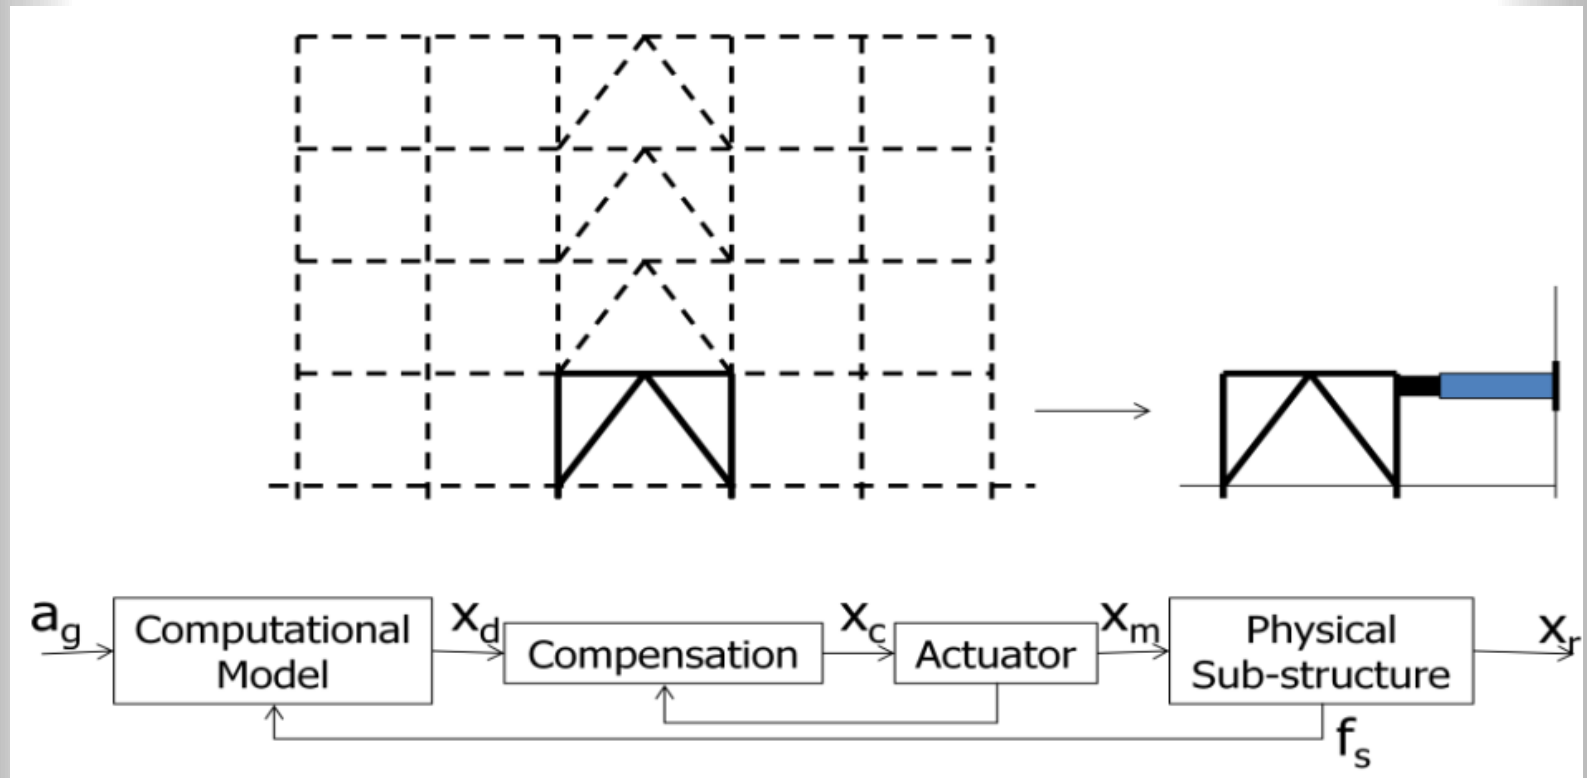 a_g
Computational
Model
x_d
Compensation
x_c
Actuator
x_m
Physical
Sub-structure
x_r
f_s